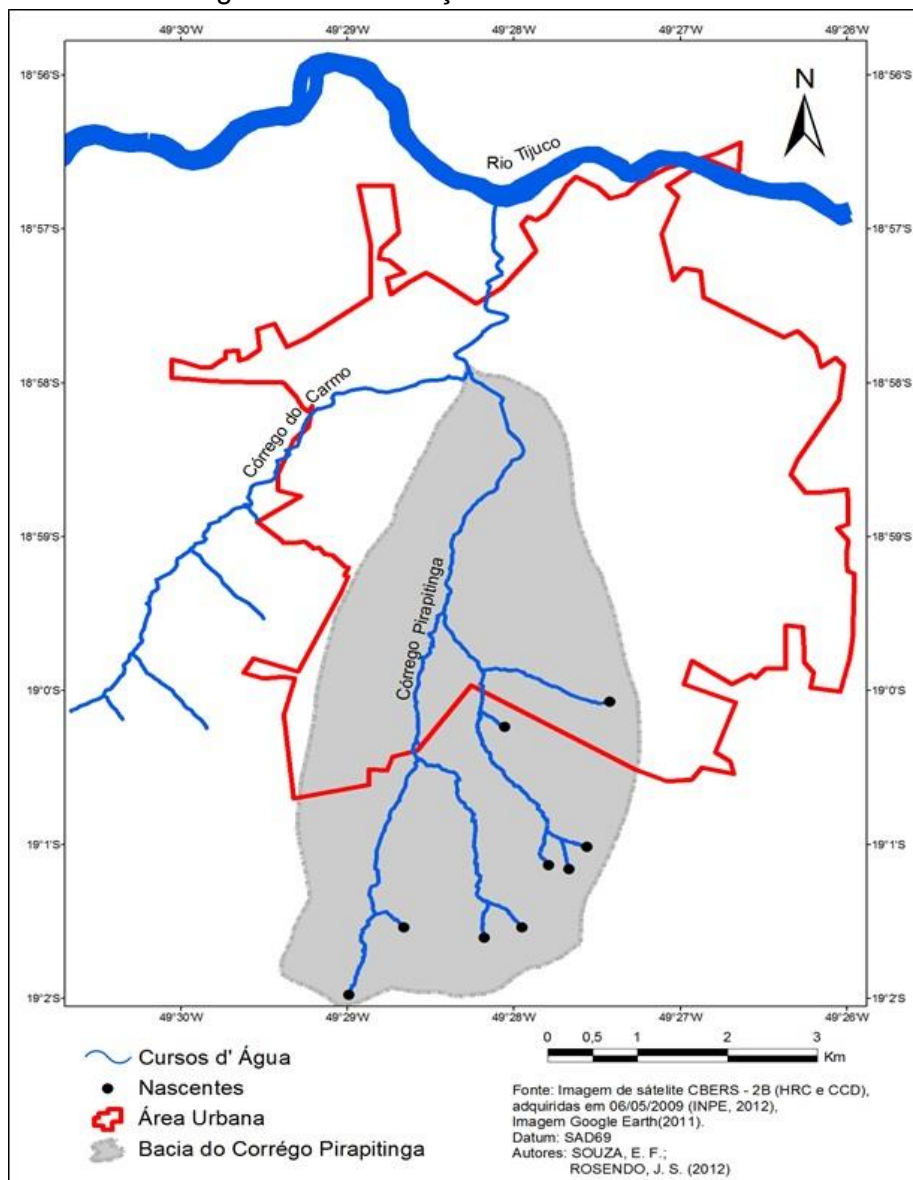 49°30'W 49°29'W 49°28'W 49°27'W 49°26'W
18°56'S 18°56'S
N
Rio Tijuco
18°57'S 18°57'S
18°58'S 18°58'S
Córrego do Carmo
18°59'S 18°59'S
Córrego Pirapitinga
19°0'S 19°0'S
19°1'S 19°1'S
19°2'S 19°2'S
49°30'W 49°29'W 49°28'W 49°27'W 49°26'W
Cursos d' Água
Nascentes
Área Urbana
Bacia do Corrégo Pirapitinga
0 0,5 1 2 3
Km
Fonte: Imagem de sátelite CBERS - 2B (HRC e CCD),
adquiridas em 06/05/2009 (INPE, 2012),
Imagem Google Earth(2011).
Datum: SAD69
Autores: SOUZA, E. F.;
ROSENDO, J. S. (2012)